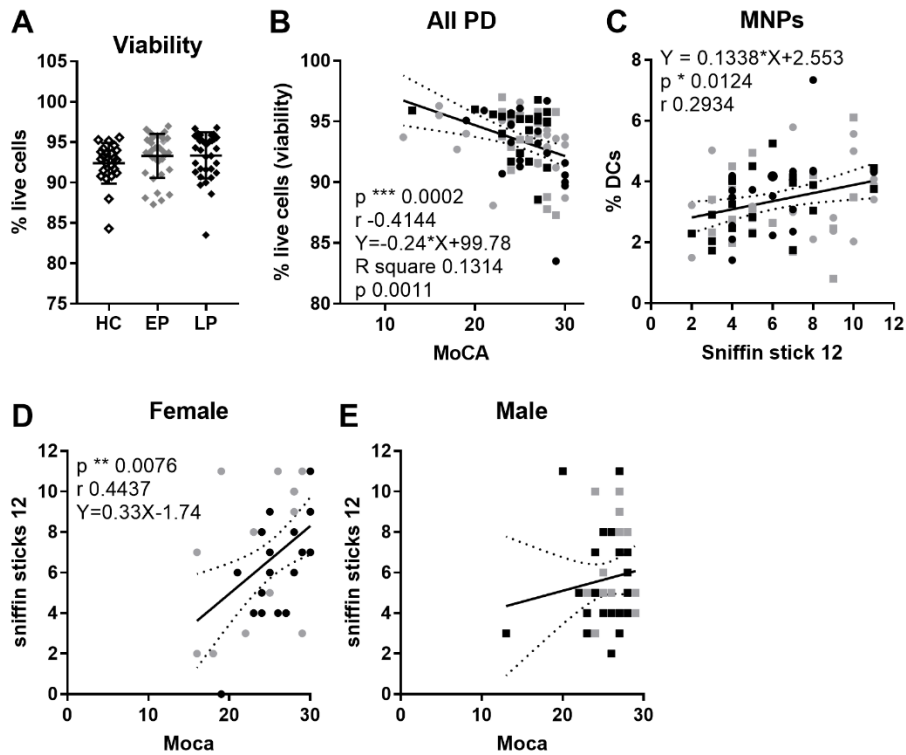 A
Viability
% live cells
105
100
95
90
85
80
75
HC EP LP
B
All PD
% live cells (viability)
100
95
90
85
80
p *** 0.0002
r -0.4144
Y=-0.24*X+99.78
R square 0.1314
p 0.0011
10 20 30
MoCA
C
MNPs
% DCs
8
6
4
2
0
Y = 0.1338*X+2.553
p * 0.0124
r 0.2934
0 2 4 6 8 10 12
Sniffin stick 12
D
Female
sniffin sticks 12
12
10
8
6
4
2
0
p ** 0.0076
r 0.4437
Y=0.33X-1.74
0 10 20 30
Moca
E
Male
sniffin sticks 12
12
10
8
6
4
2
0
0 10 20 30
Moca